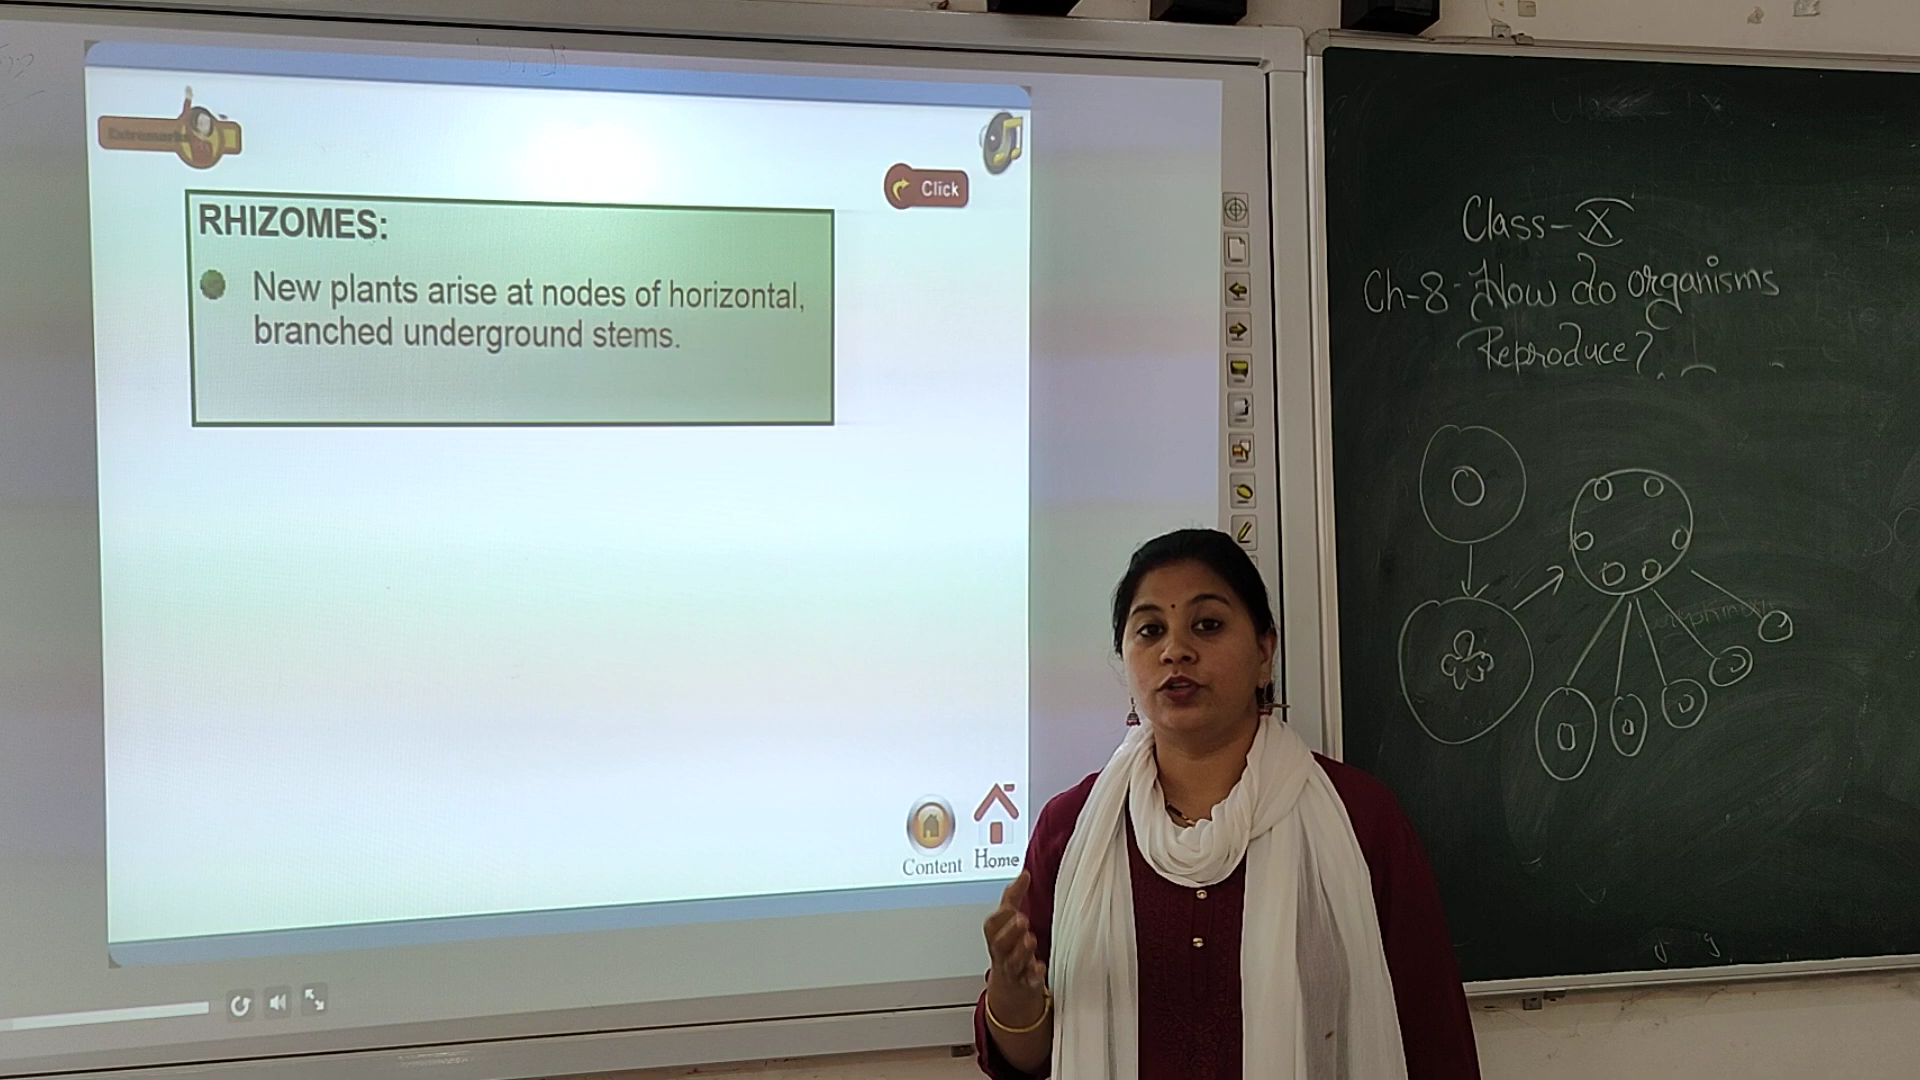 Extramarks
Click
RHIZOMES:
New plants arise at nodes of horizontal,
branched underground stems.
Content
Home
Class-X
Ch-8-How do organisms
Reproduce?